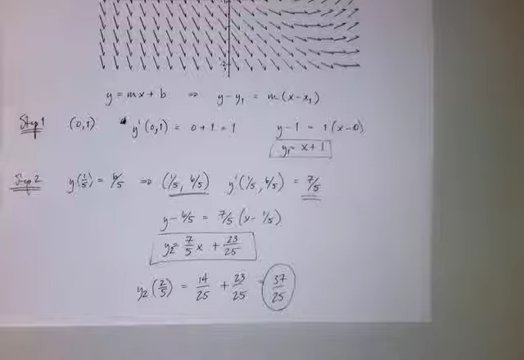 y = mx + b ⇒ y - y₁ = m(x - x₁)
Step 1 (0,1) y'(0,1) = 0 + 1 = 1 y - 1 = 1(x - 0)
y₁ = x + 1
Step 2 y(1/5) = 6/5 ⇒ (1/5, 6/5) y'(1/5, 6/5) = 7/5
y - 6/5 = 7/5 (x - 1/5)
y₂ = 7/5 x + 23/25
y₂(2/5) = 14/25 + 23/25 = 37/25